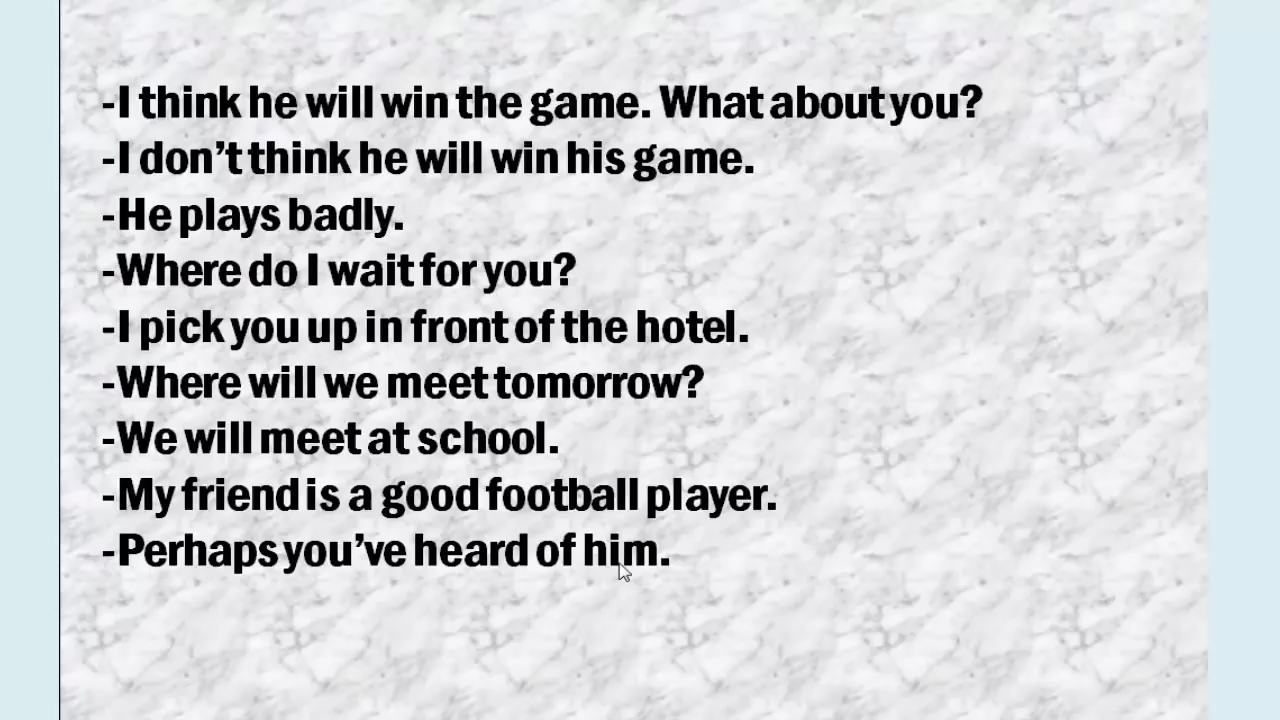 -I think he will win the game. What about you?
-I don’t think he will win his game.
-He plays badly.
-Where do I wait for you?
-I pick you up in front of the hotel.
-Where will we meet tomorrow?
-We will meet at school.
-My friend is a good football player.
-Perhaps you’ve heard of him.